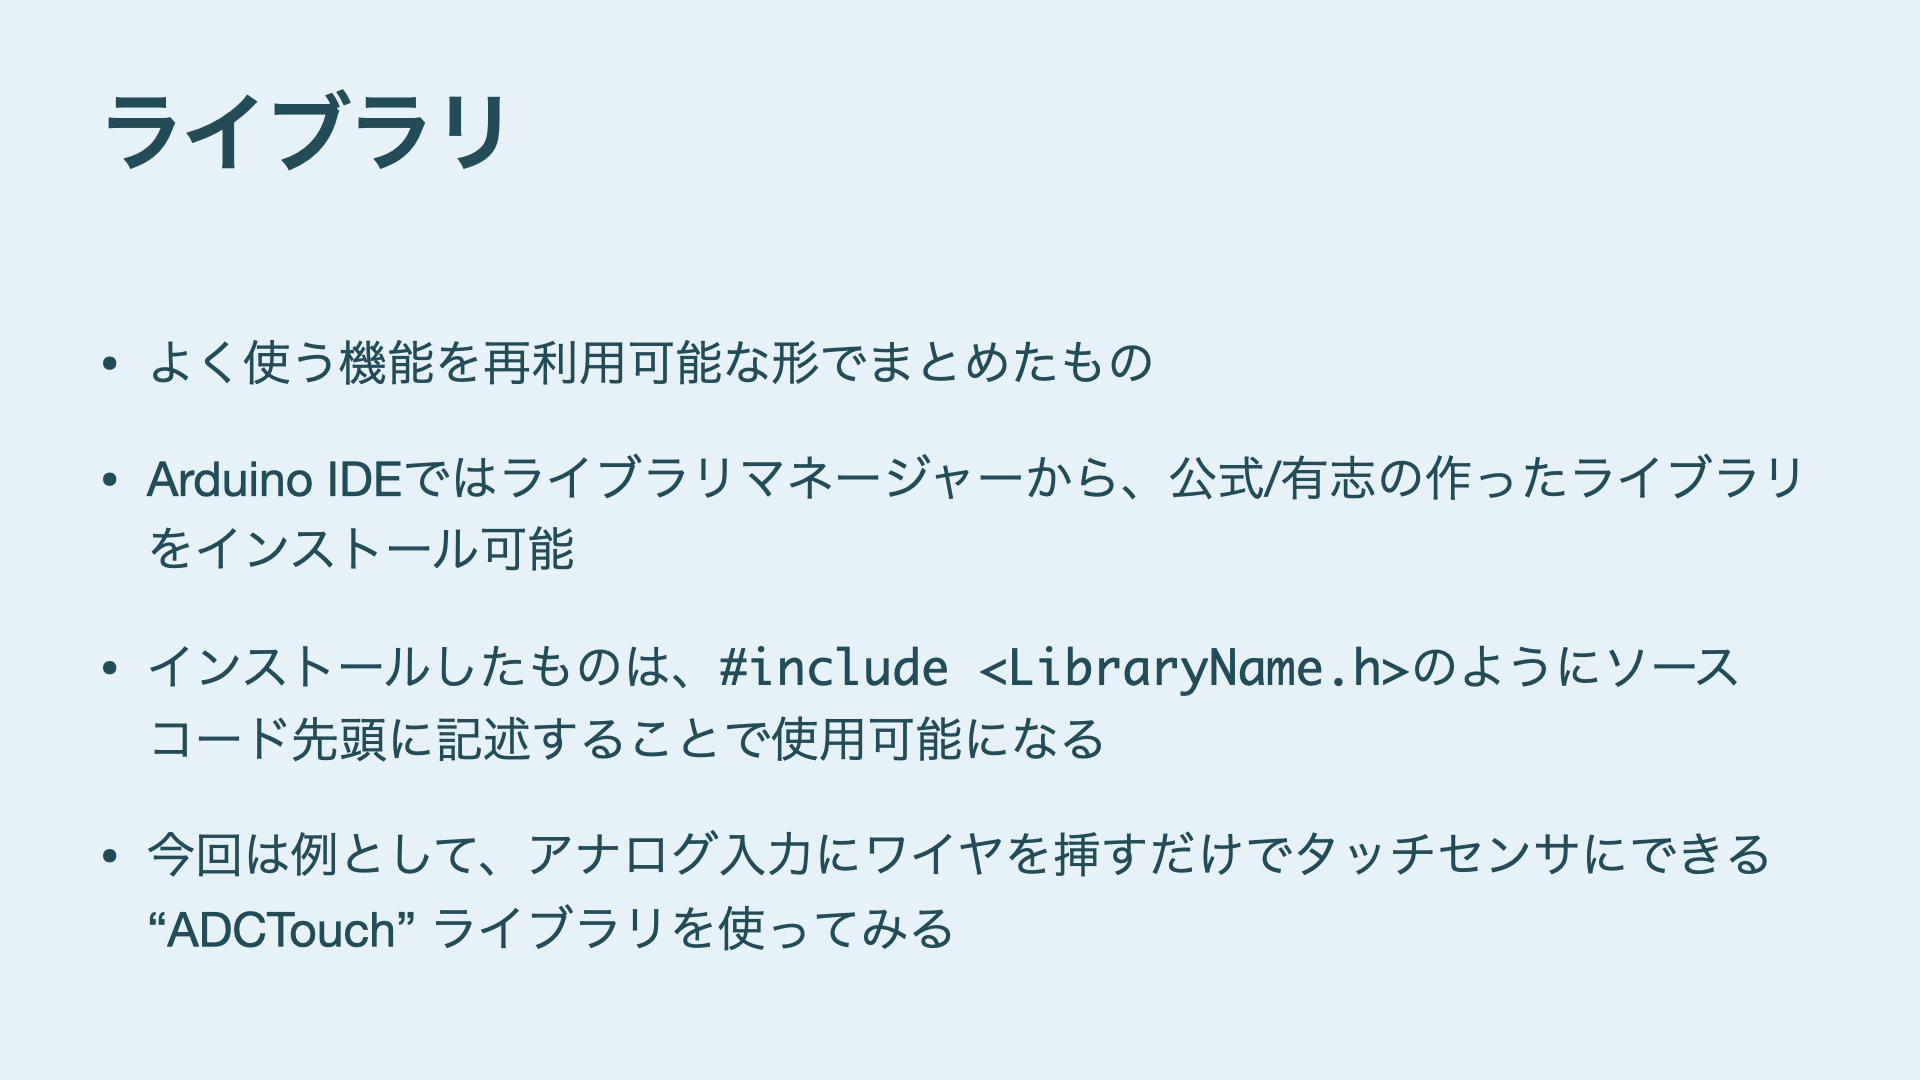 ライブラリ
• よく使う機能を再利用可能な形でまとめたもの
• Arduino IDEではライブラリマネージャーから、公式/有志の作ったライブラリ
をインストール可能
• インストールしたものは、#include <LibraryName.h>のようにソース
コード先頭に記述することで使用可能になる
• 今回は例として、アナログ入力にワイヤを挿すだけでタッチセンサにできる
“ADCTouch” ライブラリを使ってみる